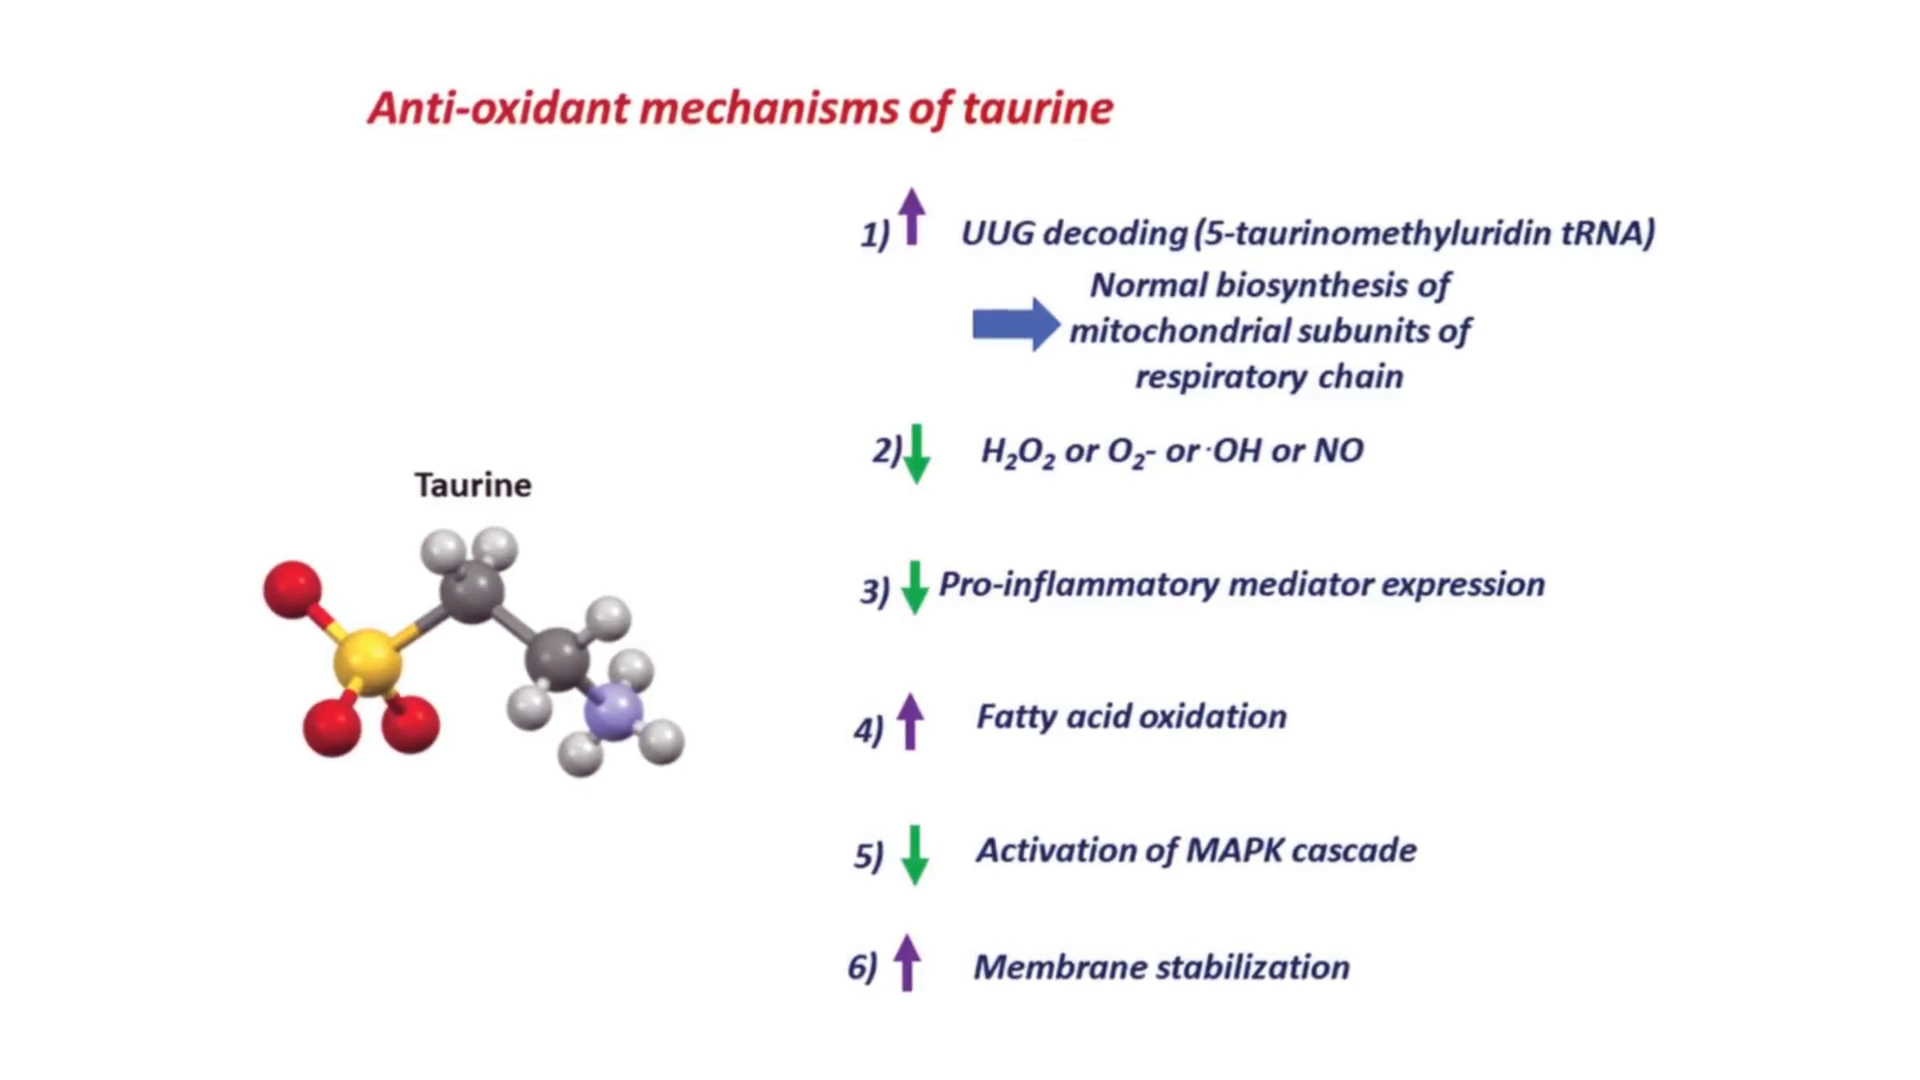 Anti-oxidant mechanisms of taurine
1) UUG decoding (5-taurinomethyluridin tRNA)
Normal biosynthesis of
mitochondrial subunits of
respiratory chain
2) H₂O₂ or O₂- or ·OH or NO
Taurine
3) Pro-inflammatory mediator expression
4) Fatty acid oxidation
5) Activation of MAPK cascade
6) Membrane stabilization